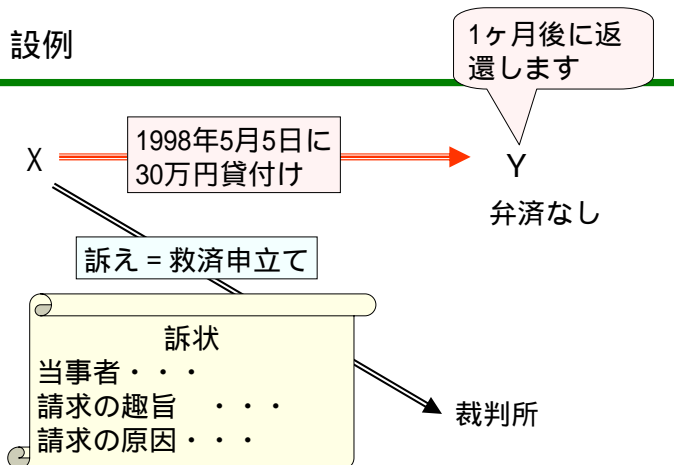 設例
1ヶ月後に返
還します
X
1998年5月5日に
30万円貸付け
Y
弁済なし
訴え = 救済申立て
訴状
当事者・・・
請求の趣旨　・・・
請求の原因・・・
裁判所